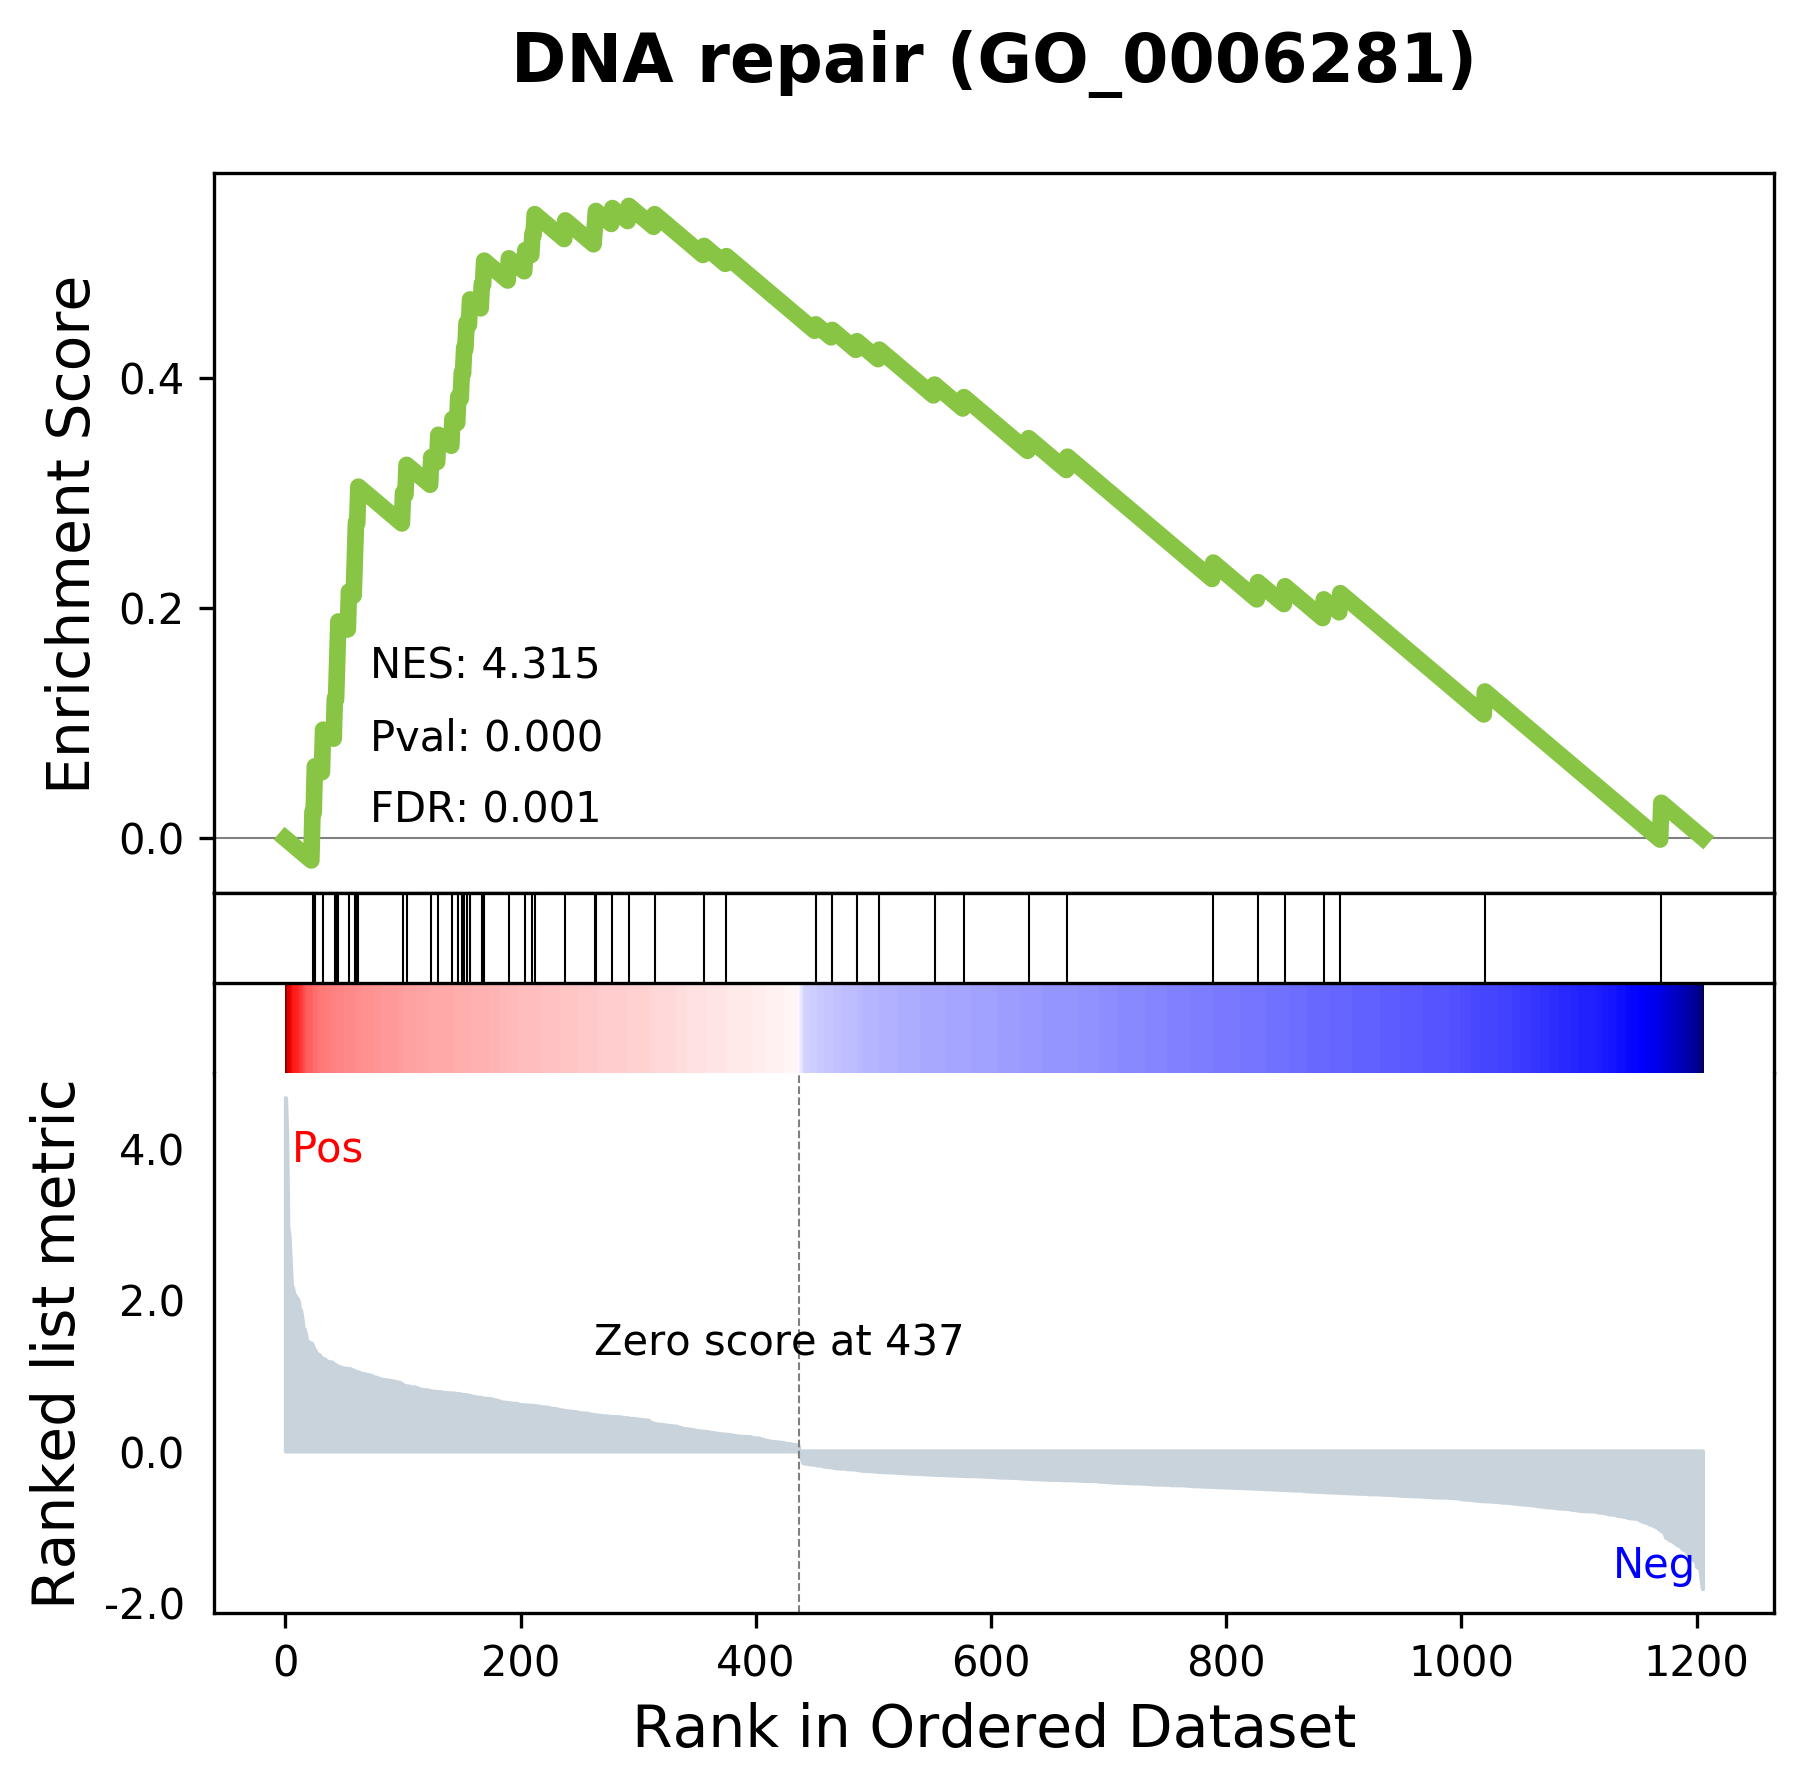 DNA repair (GO_0006281)
Enrichment Score
0.4
0.2
0.0
NES: 4.315
Pval: 0.000
FDR: 0.001
Ranked list metric
4.0
2.0
0.0
-2.0
Pos
Zero score at 437
Neg
0 200 400 600 800 1000 1200
Rank in Ordered Dataset